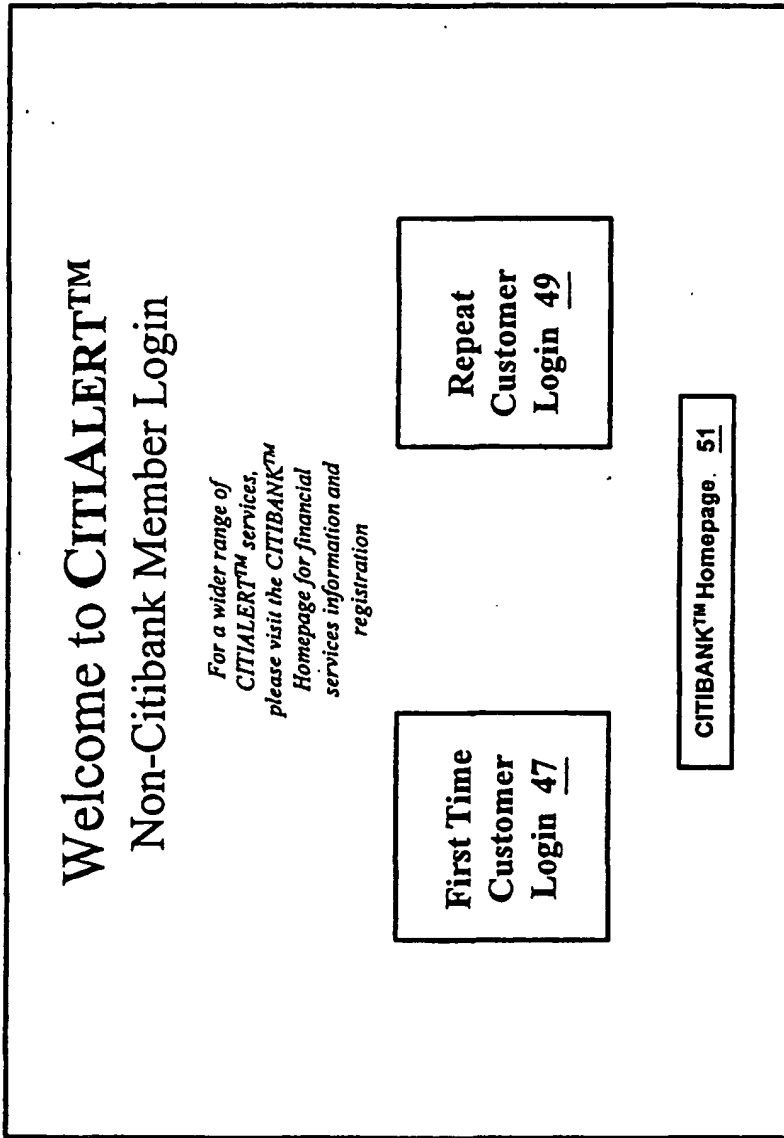 Welcome to CITIALERT™
Non-Citibank Member Login
For a wider range of
CITIALERT™ services,
please visit the CITIBANK™
Homepage for financial
services information and
registration
First Time
Customer
Login 47
Repeat
Customer
Login 49
CITIBANK™ Homepage. 51